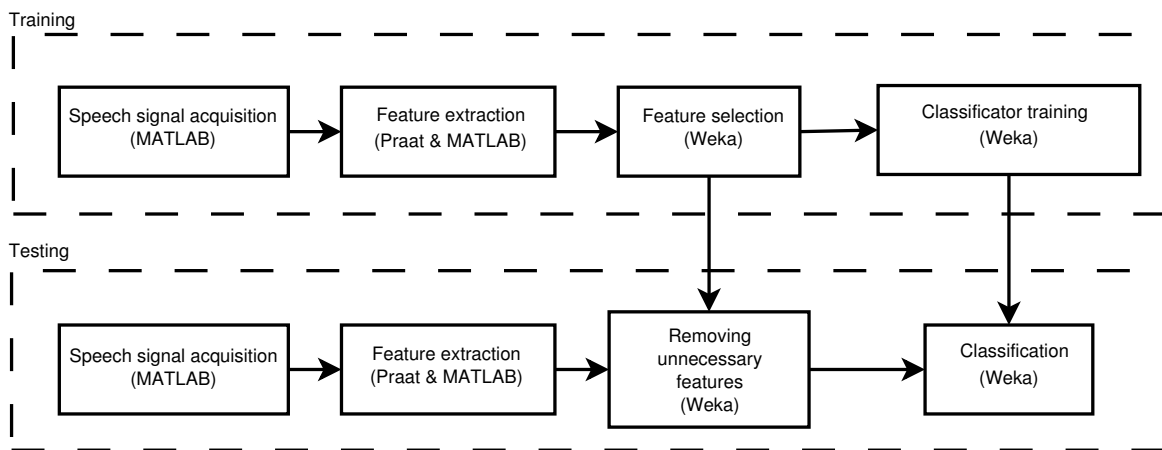 Training
Speech signal acquisition
(MATLAB)
Feature extraction
(Praat & MATLAB)
Feature selection
(Weka)
Classificator training
(Weka)
Testing
Speech signal acquisition
(MATLAB)
Feature extraction
(Praat & MATLAB)
Removing
unnecessary
features
(Weka)
Classification
(Weka)